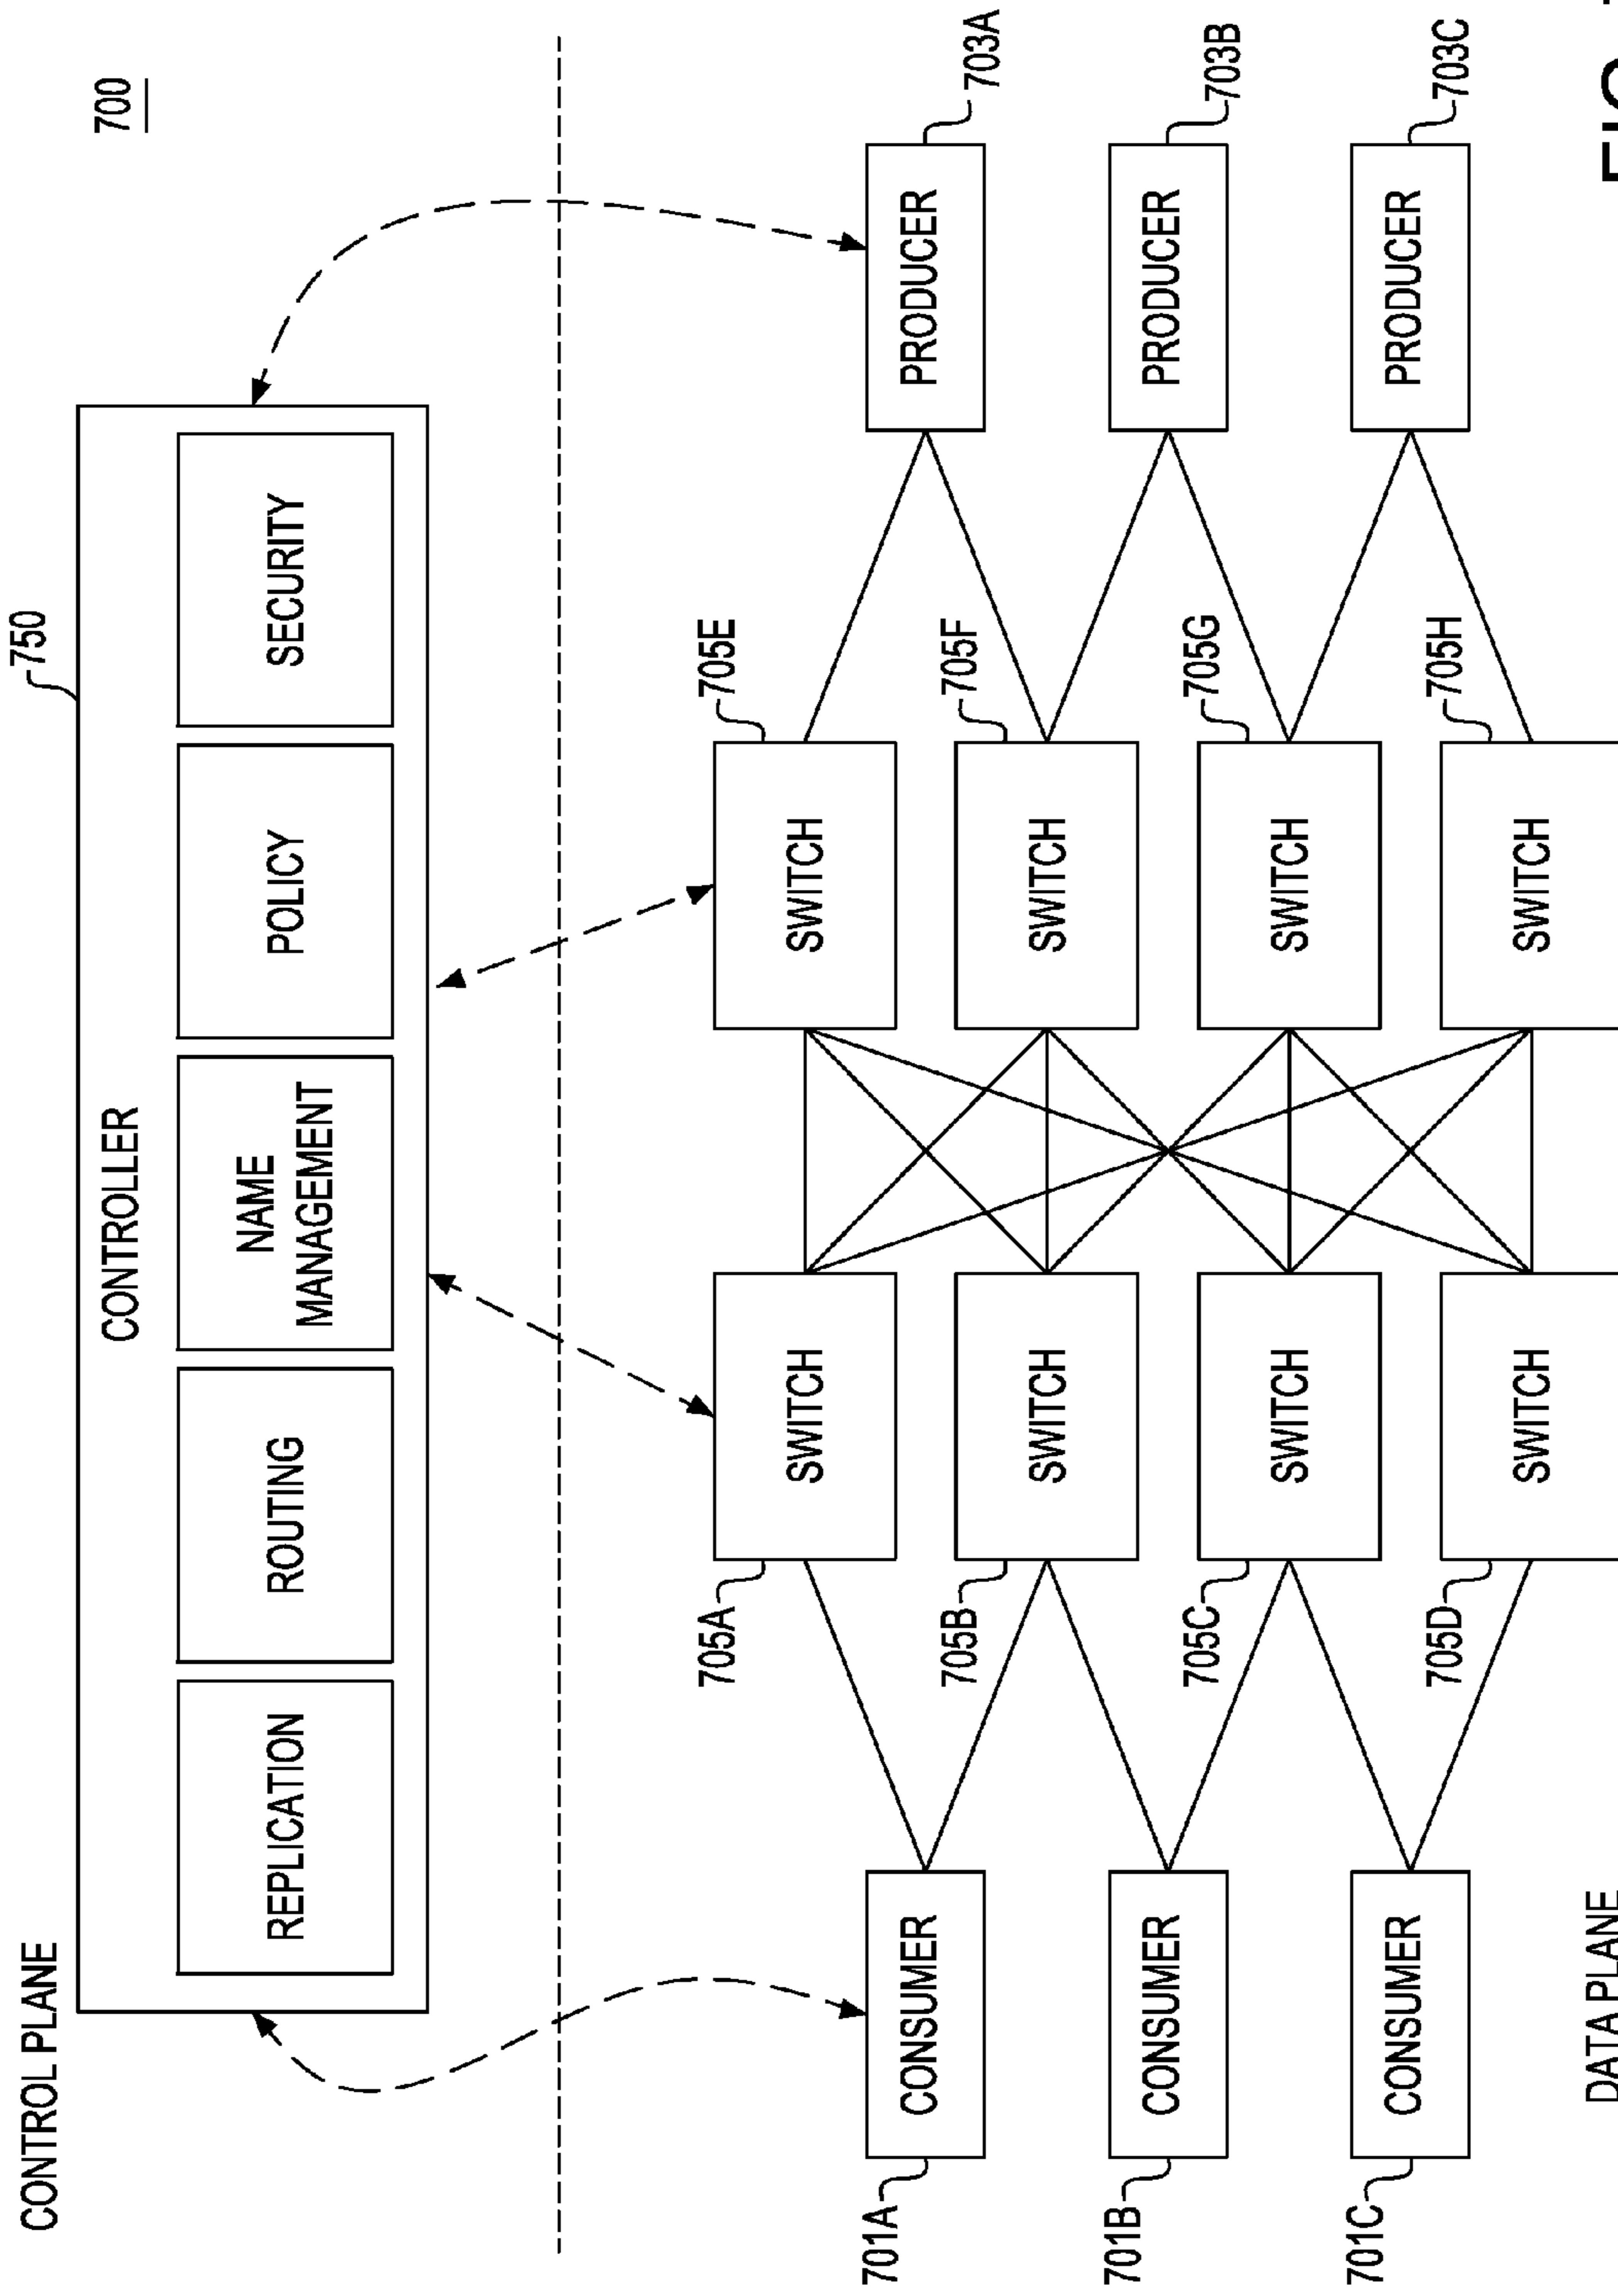 CONTROL PLANE
700
750
CONTROLLER
REPLICATION
ROUTING
NAME
MANAGEMENT
POLICY
SECURITY
705A
SWITCH
SWITCH
705E
701A
CONSUMER
PRODUCER
703A
705B
SWITCH
SWITCH
705F
701B
CONSUMER
PRODUCER
703B
705C
SWITCH
SWITCH
705G
701C
CONSUMER
PRODUCER
703C
705D
SWITCH
SWITCH
705H
DATA PLANE